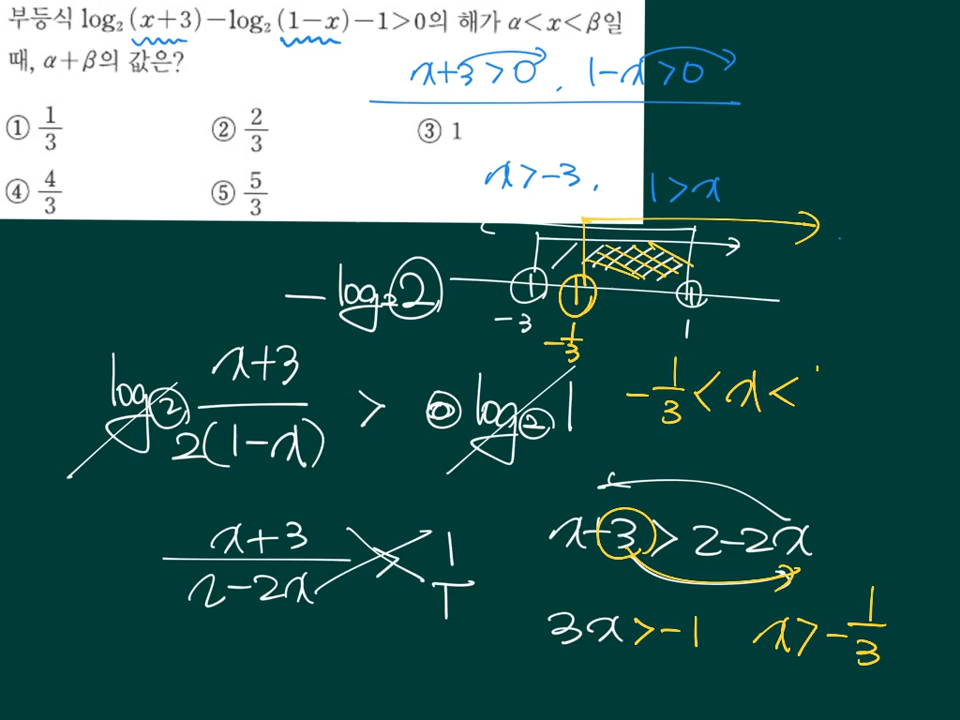 부등식 log₂(x+3)−log₂(1−x)−1>0의 해가 α<x<β일
때, α+β의 값은?
① 1/3 ② 2/3 ③ 1
④ 4/3 ⑤ 5/3
x+3>0, 1−x>0
x>−3, 1>x
−log₂2
−3 −1/3 1
log₂ (x+3)/(2(1−x)) > 0 log₂1
−1/3 < x <
(x+3)/(2−2x) > 1/1
x+3 > 2−2x
3x>−1 x>−1/3